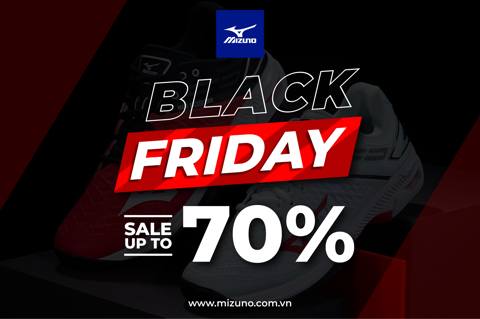 MIZUNO
BLACK
FRIDAY
SALE
UP TO
70%
www.mizuno.com.vn